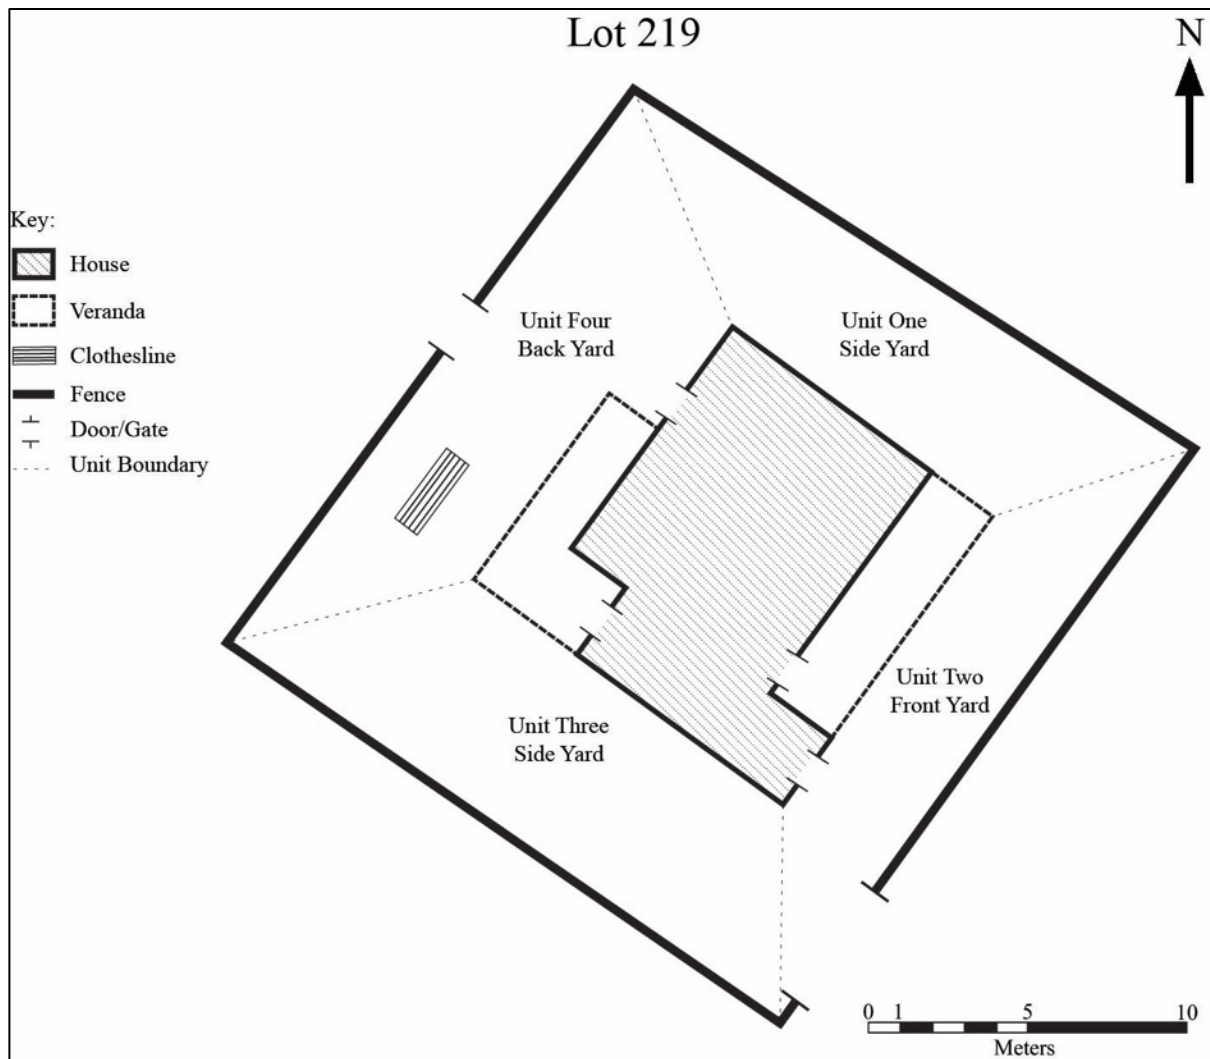 Lot 219
N
Key:
House
Veranda
Clothesline
Fence
Door/Gate
Unit Boundary
Unit Four
Back Yard
Unit One
Side Yard
Unit Two
Front Yard
Unit Three
Side Yard
0 1 5 10
Meters